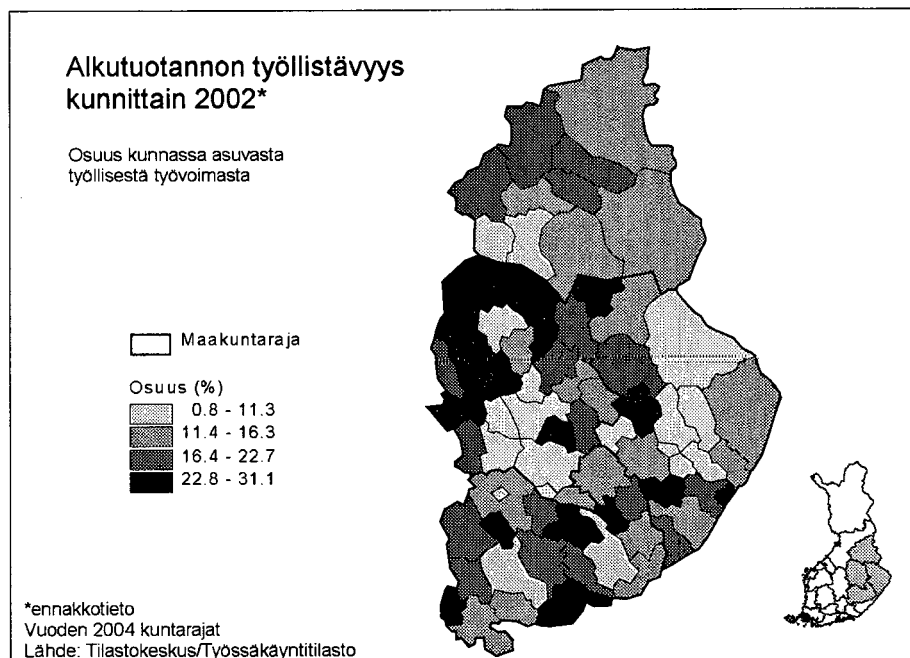 Alkutuotannon työllistävyys
kunnittain 2002*
Osuus kunnassa asuvasta
työllisestä työvoimasta
Maakuntaraja
Osuus (%)
0.8 - 11.3
11.4 - 16.3
16.4 - 22.7
22.8 - 31.1
*ennakkotieto
Vuoden 2004 kuntarajat
Lähde: Tilastokeskus/Työssäkäyntitilasto